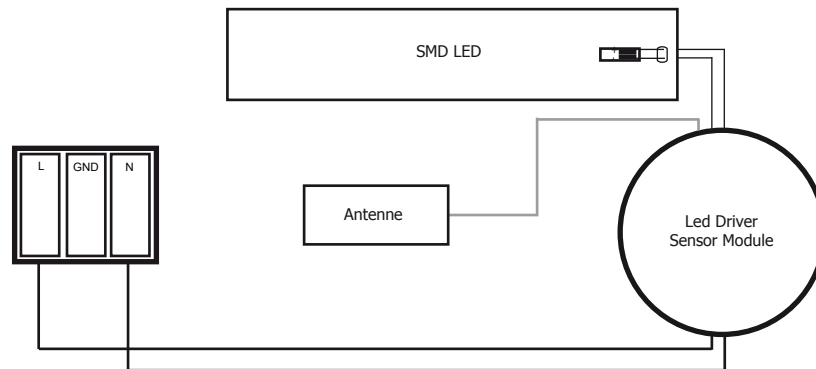 SMD LED
L
GND
N
Antenne
Led Driver
Sensor Module